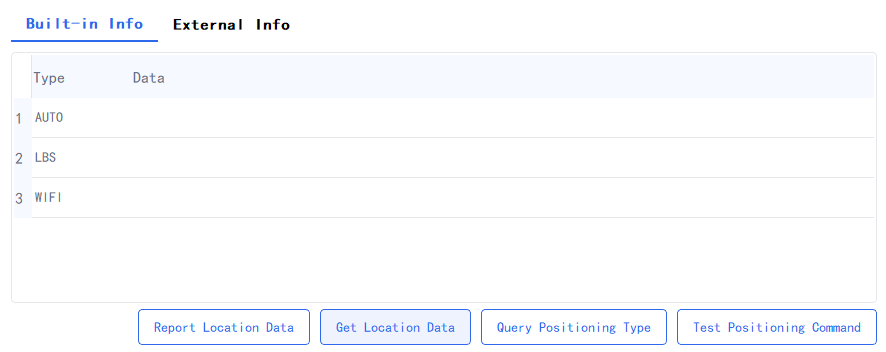 Built-in Info External Info
Type Data
1 AUTO
2 LBS
3 WIFI
Report Location Data Get Location Data Query Positioning Type Test Positioning Command